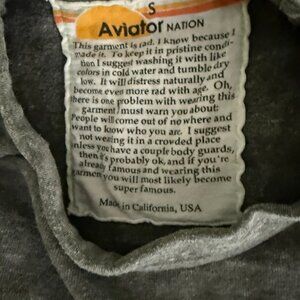 S
Aviator NATION
This garment is rad. I know because I
made it. To keep it in pristine condi-
tion I suggest washing it with like
colors in cold water and tumble dry
low. It will distress naturally and
become even more rad with age. Oh,
there is one problem with wearing this
garment I must warn you about:
People will come out of nowhere and
want to know who you are. I suggest
not wearing it in a crowded place
unless you have a couple body guards,
then it's probably ok, and if you're
already famous and wearing this
garment you will most likely become
super famous.
Made in California, USA